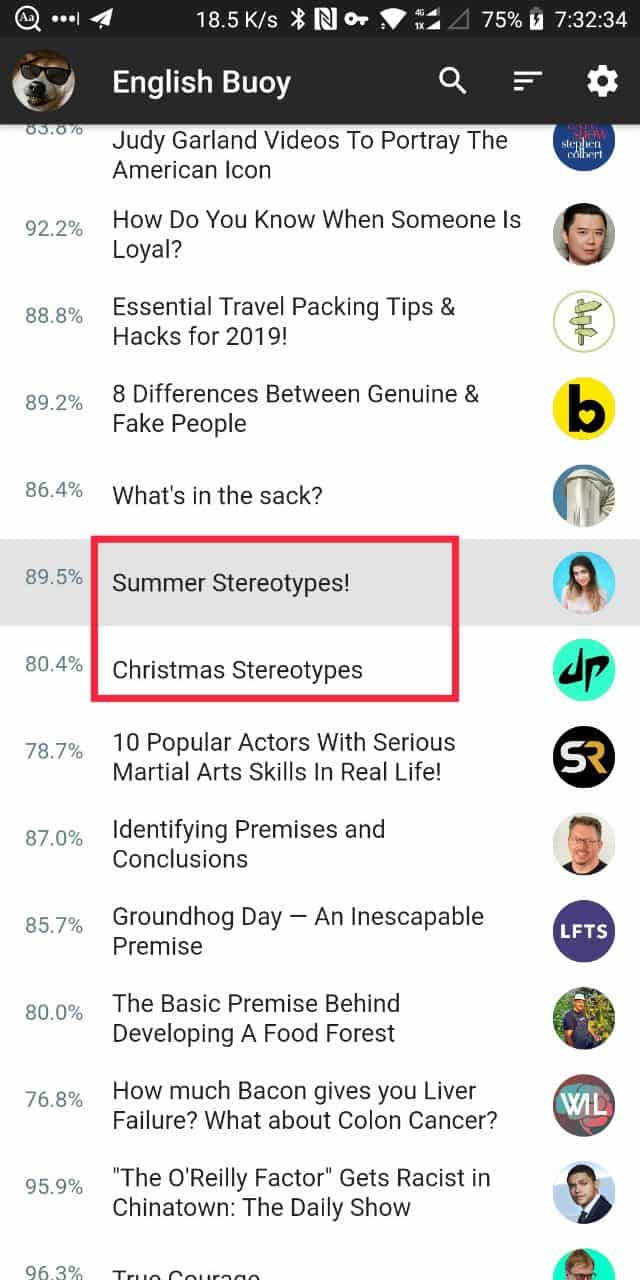 Aa
18.5 K/s
4G
1X
75%
7:32:34
English Buoy
83.8%
Judy Garland Videos To Portray The
American Icon
stephen
colbert
92.2%
How Do You Know When Someone Is
Loyal?
88.8%
Essential Travel Packing Tips &
Hacks for 2019!
89.2%
8 Differences Between Genuine &
Fake People
b
86.4%
What's in the sack?
89.5%
Summer Stereotypes!
80.4%
Christmas Stereotypes
dp
78.7%
10 Popular Actors With Serious
Martial Arts Skills In Real Life!
SR
87.0%
Identifying Premises and
Conclusions
85.7%
Groundhog Day — An Inescapable
Premise
LFTS
80.0%
The Basic Premise Behind
Developing A Food Forest
76.8%
How much Bacon gives you Liver
Failure? What about Colon Cancer?
WIL
95.9%
"The O'Reilly Factor" Gets Racist in
Chinatown: The Daily Show
96.3%
True Courage